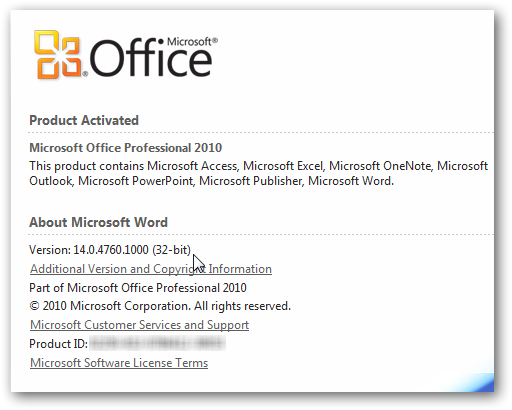 Microsoft®
Office
Product Activated
Microsoft Office Professional 2010
This product contains Microsoft Access, Microsoft Excel, Microsoft OneNote, Microsoft
Outlook, Microsoft PowerPoint, Microsoft Publisher, Microsoft Word.
About Microsoft Word
Version: 14.0.4760.1000 (32-bit)
Additional Version and Copyright Information
Part of Microsoft Office Professional 2010
© 2010 Microsoft Corporation. All rights reserved.
Microsoft Customer Services and Support
Product ID:
Microsoft Software License Terms